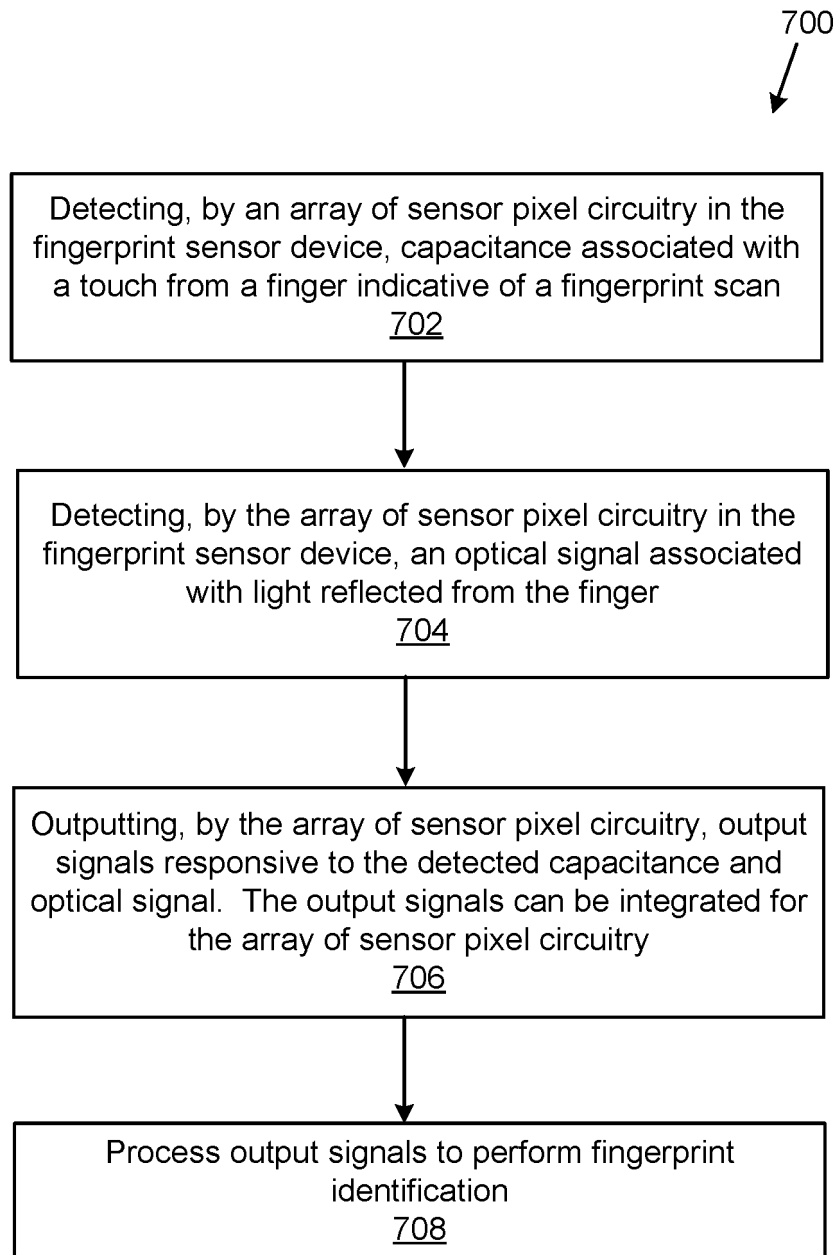 700
Detecting, by an array of sensor pixel circuitry in the
fingerprint sensor device, capacitance associated with
a touch from a finger indicative of a fingerprint scan
702
Detecting, by the array of sensor pixel circuitry in the
fingerprint sensor device, an optical signal associated
with light reflected from the finger
704
Outputting, by the array of sensor pixel circuitry, output
signals responsive to the detected capacitance and
optical signal.  The output signals can be integrated for
the array of sensor pixel circuitry
706
Process output signals to perform fingerprint
identification
708